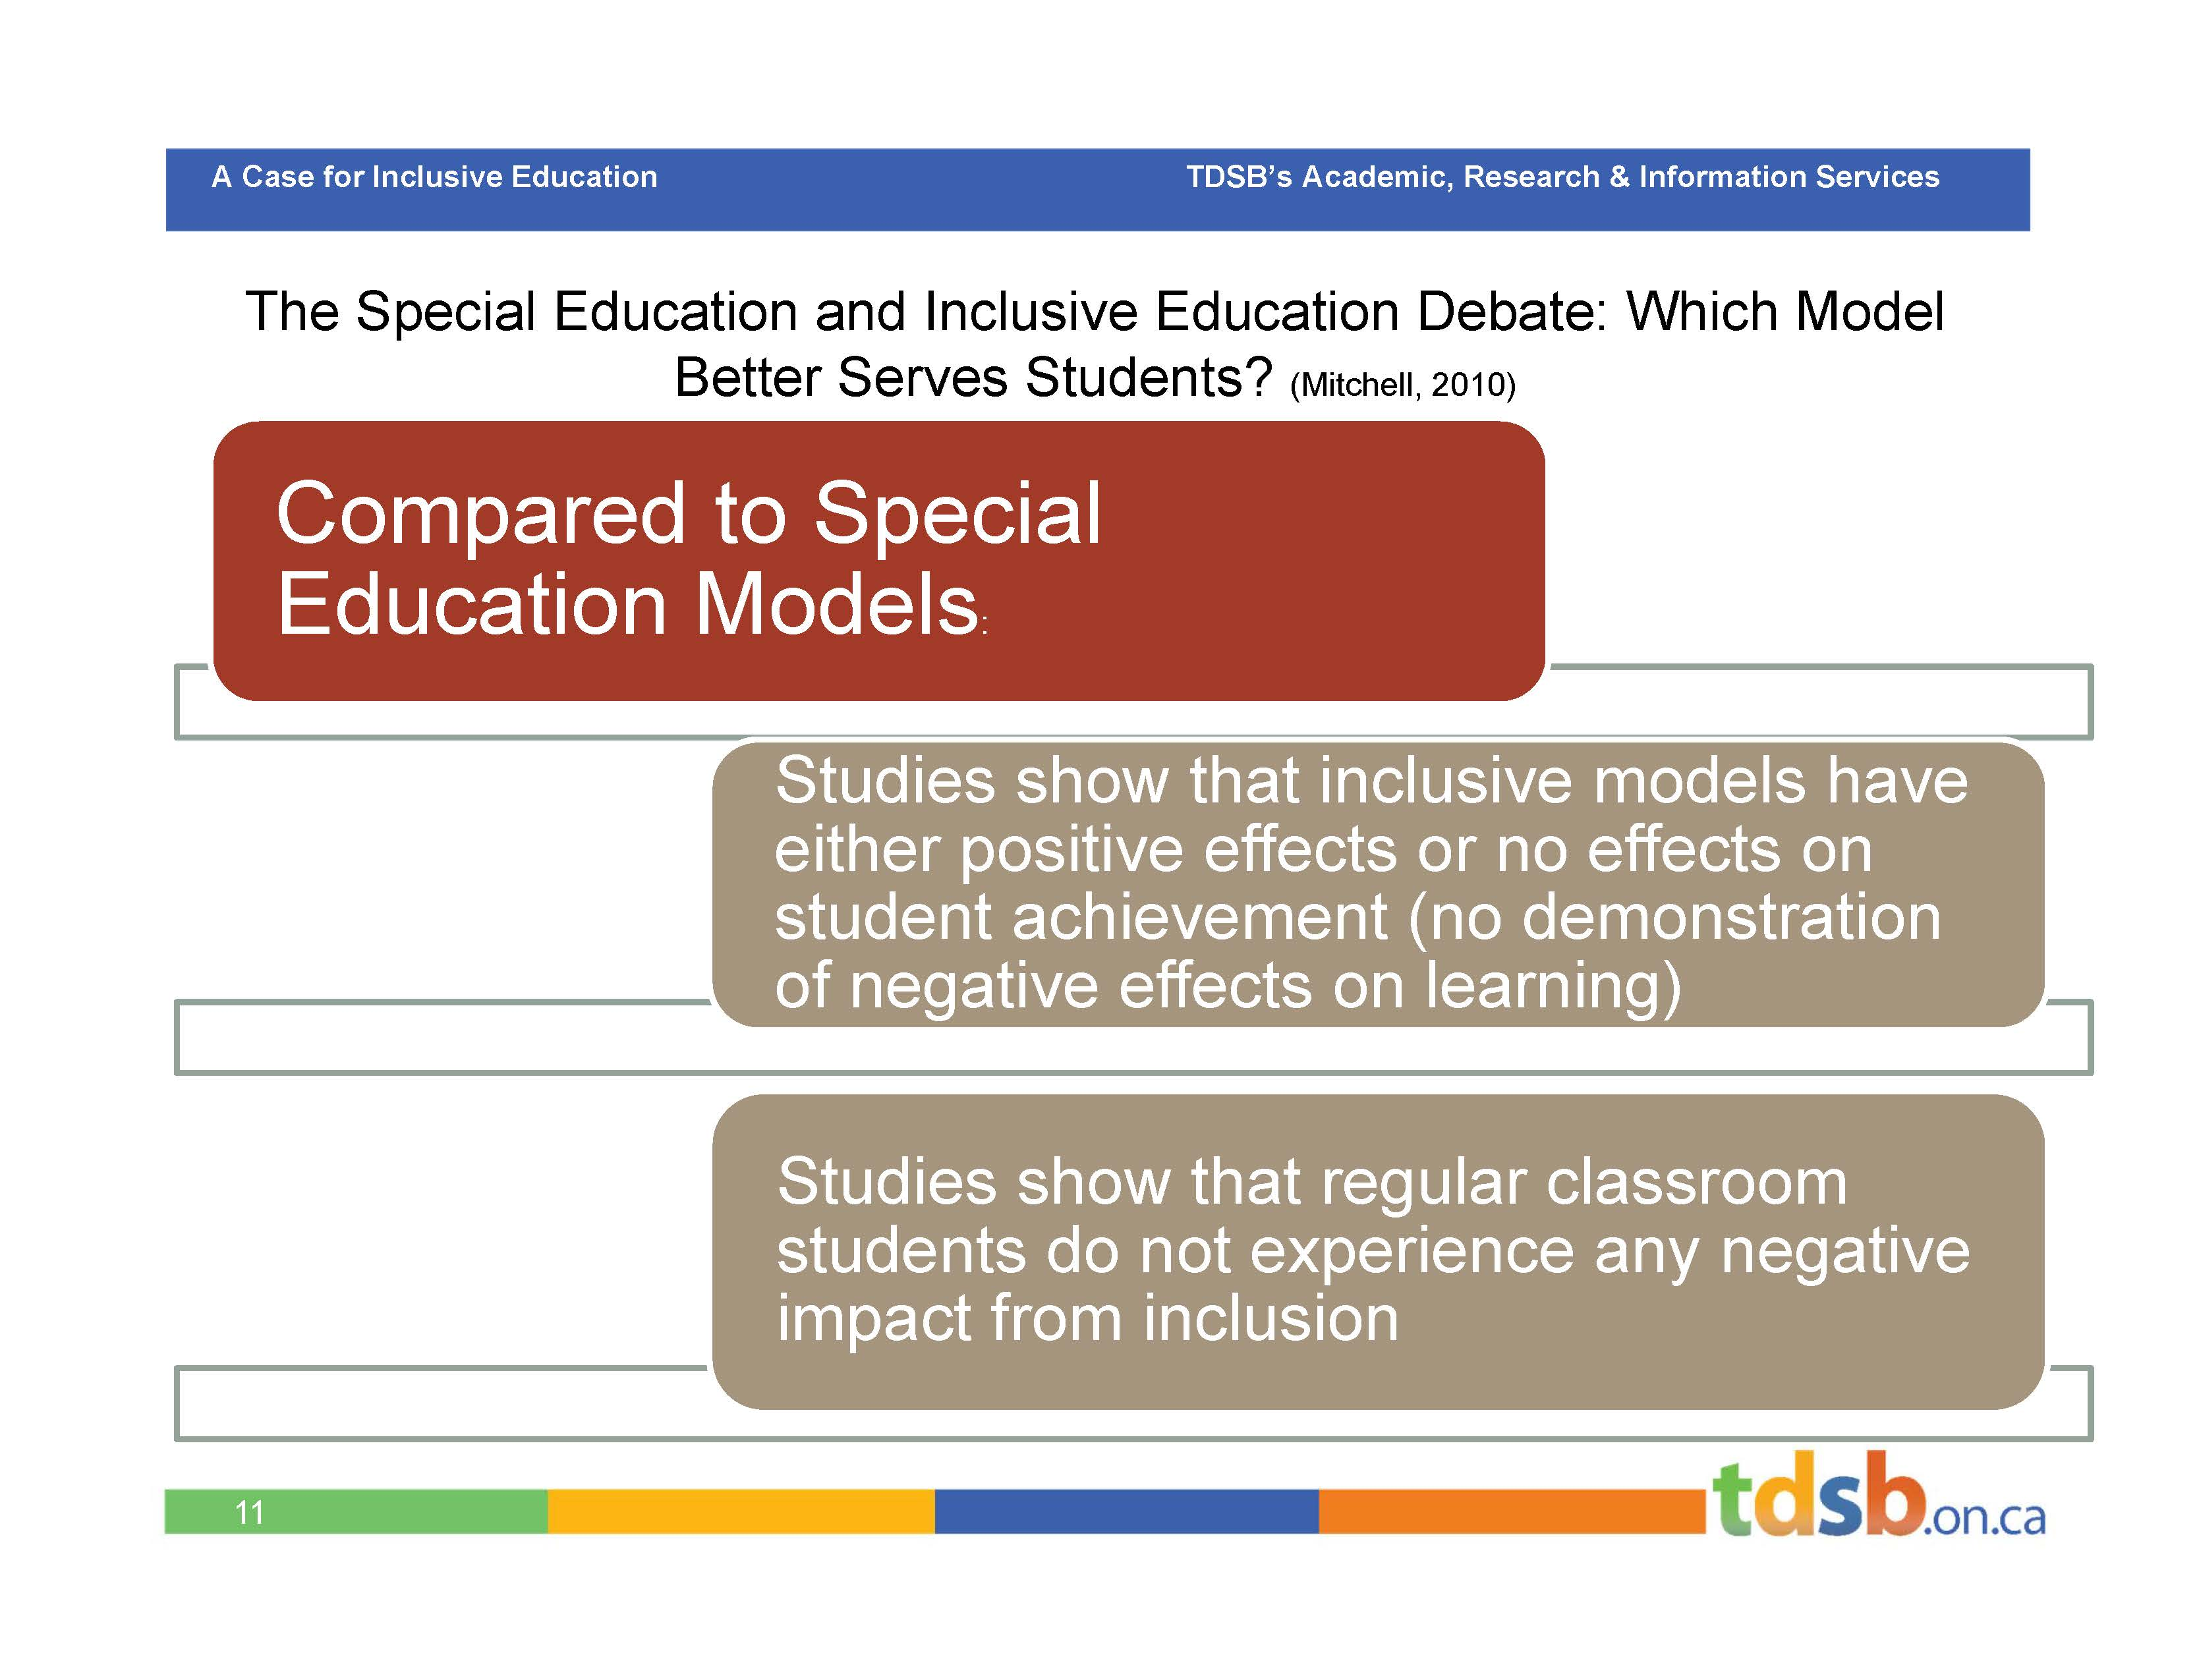 A Case for Inclusive Education
TDSB’s Academic, Research & Information Services
The Special Education and Inclusive Education Debate: Which Model
Better Serves Students? (Mitchell, 2010)
Compared to Special
Education Models:
Studies show that inclusive models have
either positive effects or no effects on
student achievement (no demonstration
of negative effects on learning)
Studies show that regular classroom
students do not experience any negative
impact from inclusion
11
tdsb.on.ca